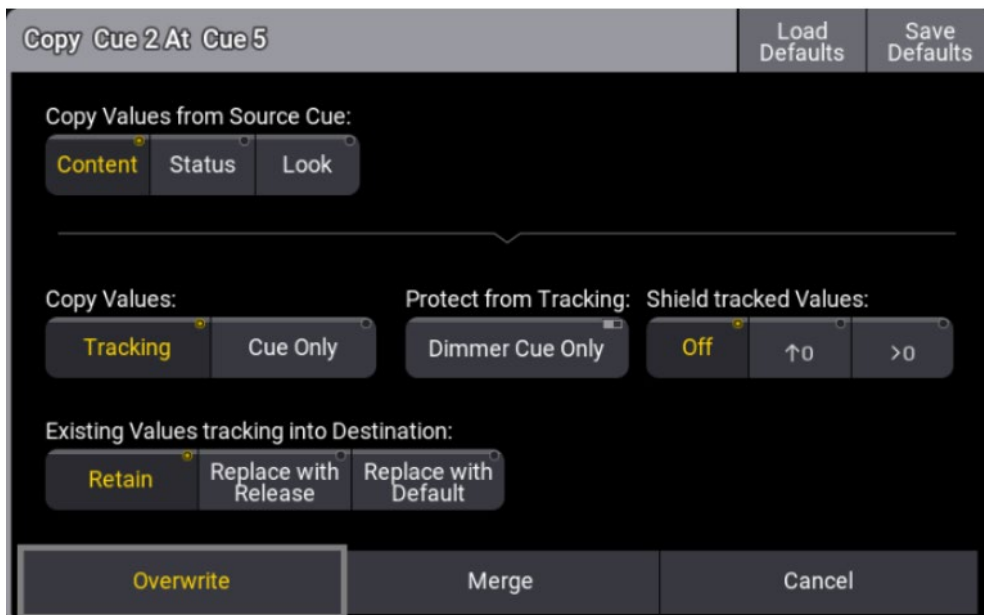 Copy Cue 2 At Cue 5
Load
Defaults
Save
Defaults
Copy Values from Source Cue:
Content
Status
Look
Copy Values:
Protect from Tracking:
Shield tracked Values:
Tracking
Cue Only
Dimmer Cue Only
Off
↑0
>0
Existing Values tracking into Destination:
Retain
Replace with
Release
Replace with
Default
Overwrite
Merge
Cancel